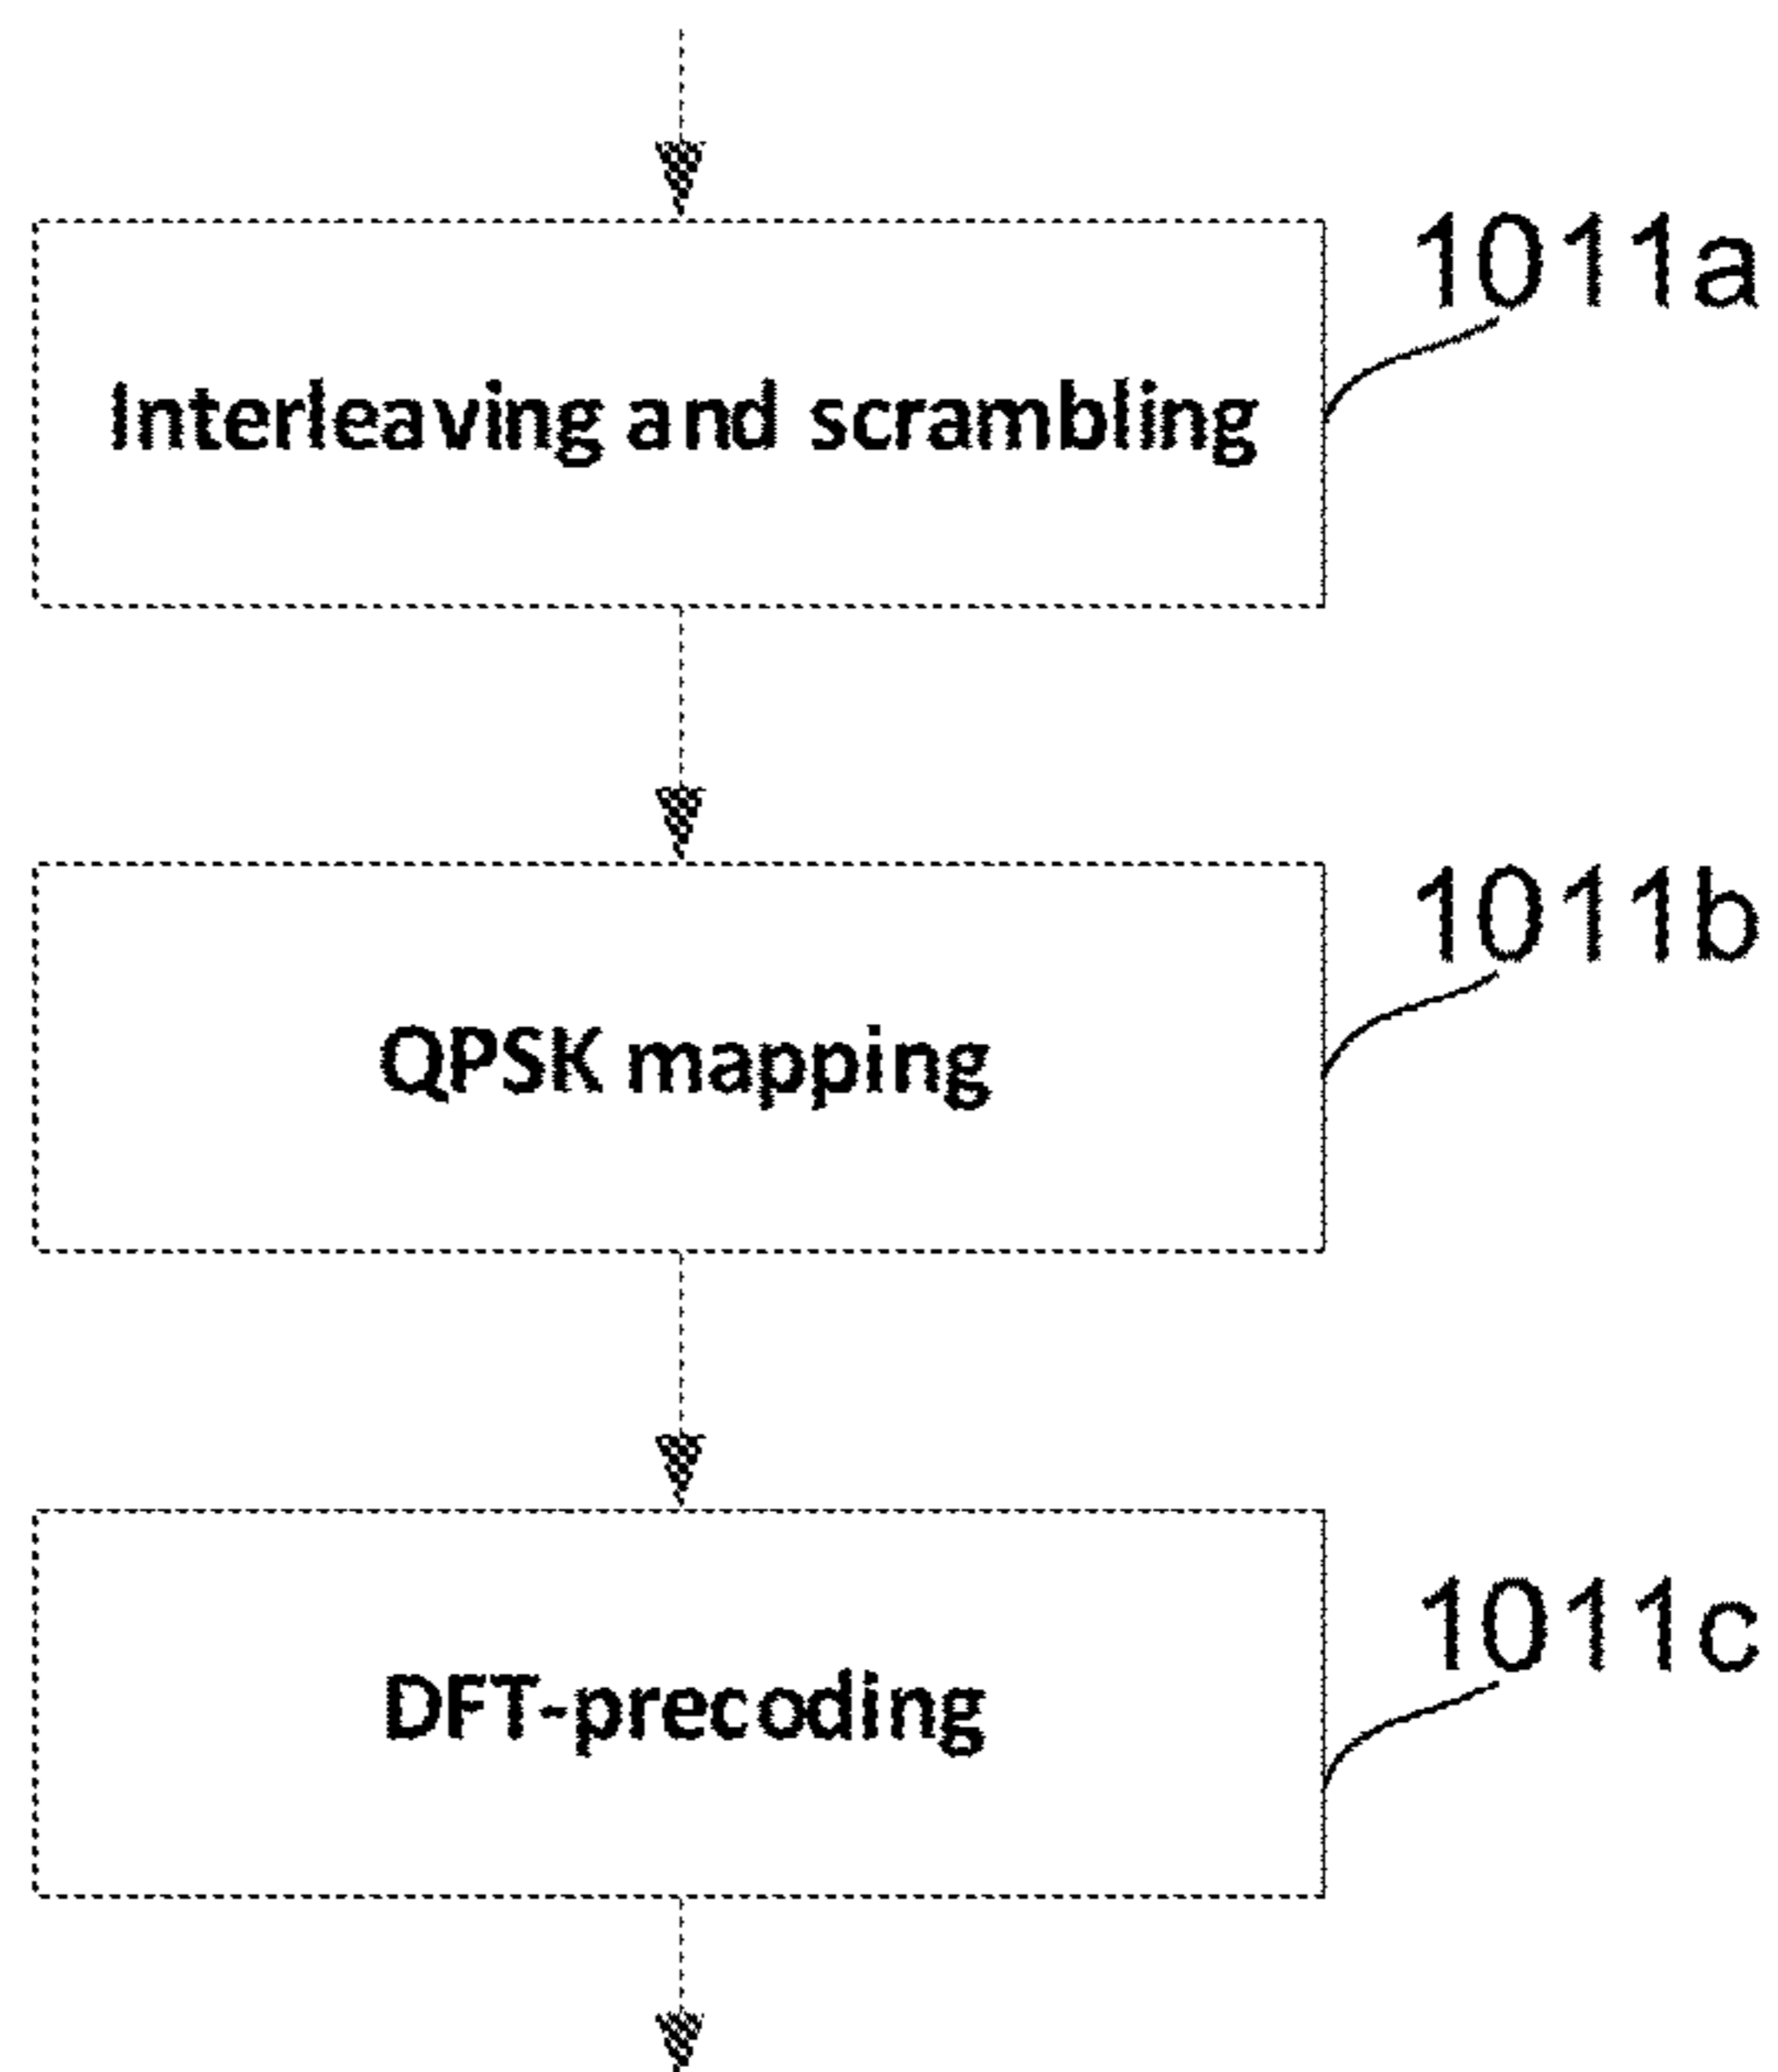 1011a
Interleaving and scrambling
1011b
QPSK mapping
1011c
DFT-precoding